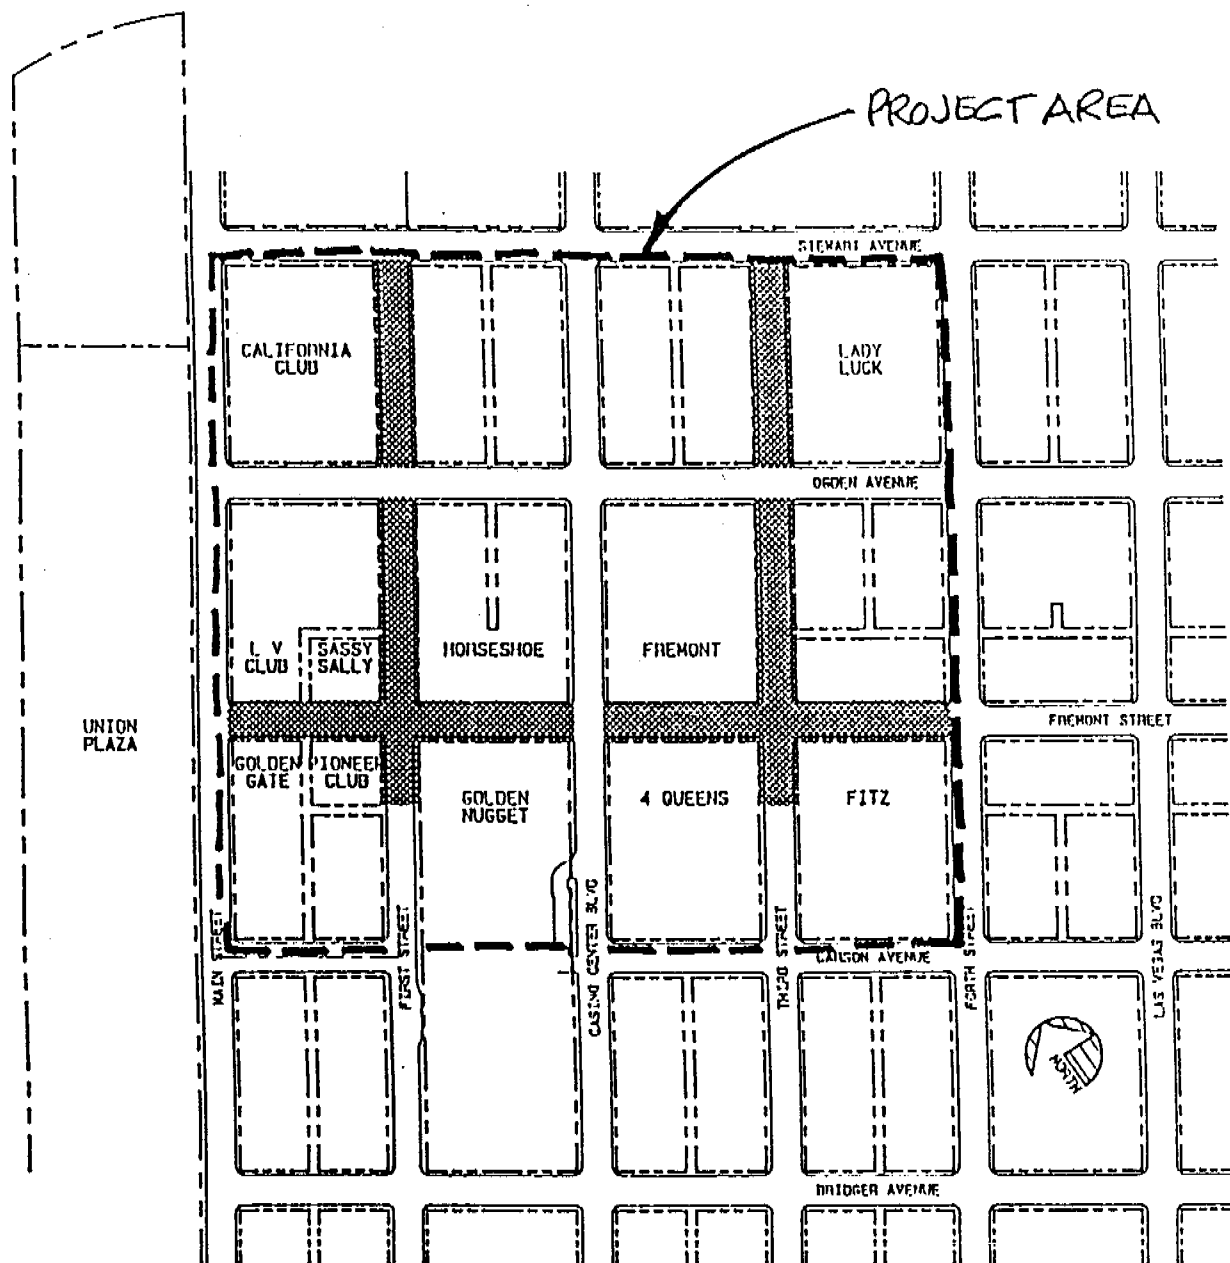 PROJECT AREA
STEWART AVENUE
CALIFORNIA
CLUB
LADY
LUCK
OGDEN AVENUE
L V
CLUB
SASSY
SALLY
HORSESHOE
FREMONT
UNION
PLAZA
FREMONT STREET
GOLDEN
GATE
PIONEER
CLUB
GOLDEN
NUGGET
4 QUEENS
FITZ
MAIN STREET
FIRST STREET
CASINO CENTER BLVD
THIRD STREET
CARSON AVENUE
FORTH STREET
LAS VEGAS BLVD
NORTH
BRIDGER AVENUE